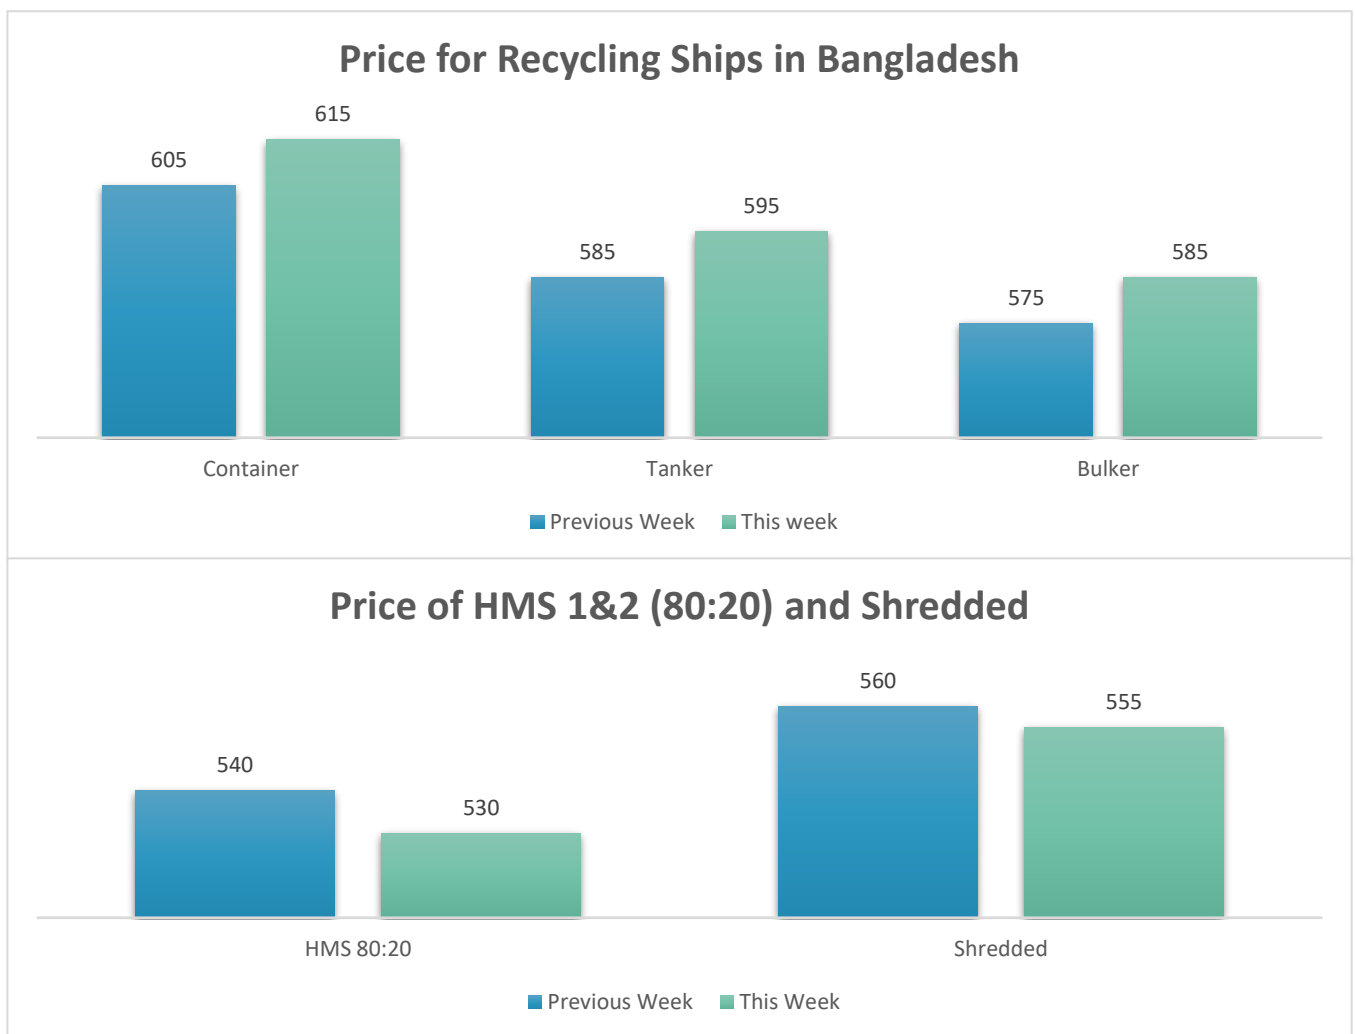 Price for Recycling Ships in Bangladesh
615
605
595
585
585
575
Container Tanker Bulker
Previous Week This week
Price of HMS 1&2 (80:20) and Shredded
560
555
540
530
HMS 80:20 Shredded
Previous Week This Week